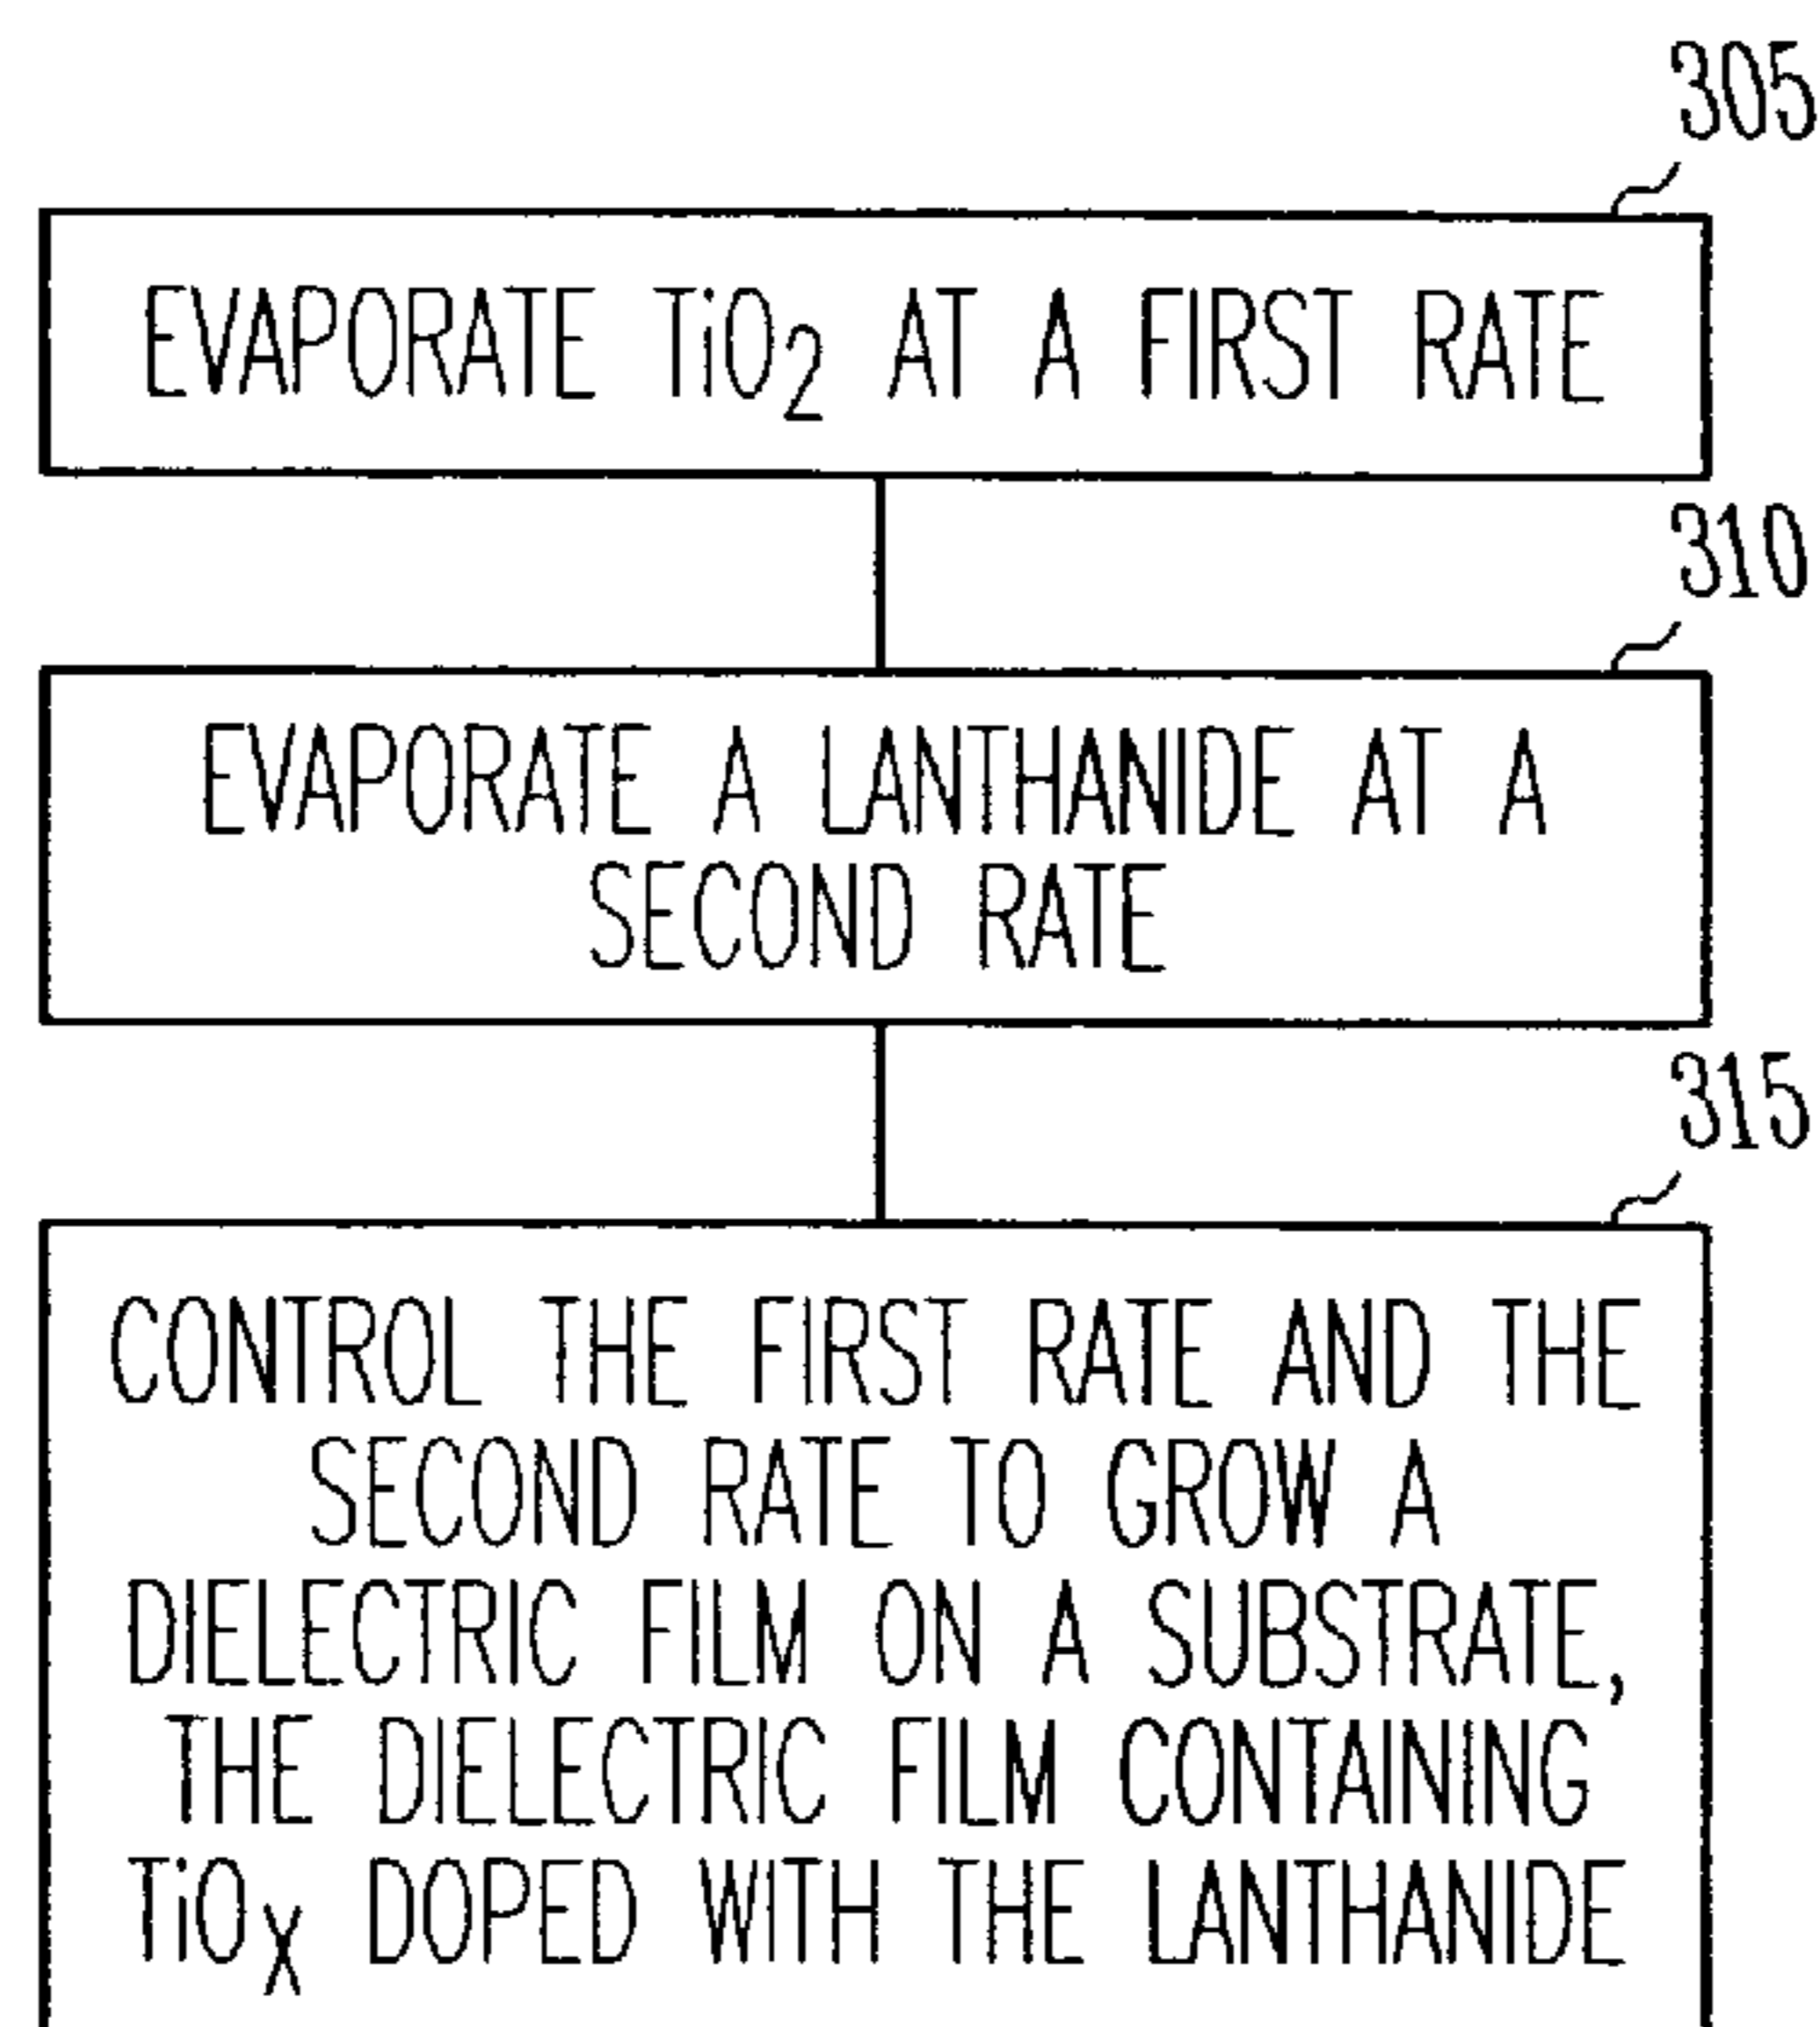 305
EVAPORATE TiO₂ AT A FIRST RATE
310
EVAPORATE A LANTHANIDE AT A
SECOND RATE
315
CONTROL THE FIRST RATE AND THE
SECOND RATE TO GROW A
DIELECTRIC FILM ON A SUBSTRATE,
THE DIELECTRIC FILM CONTAINING
TiOₓ DOPED WITH THE LANTHANIDE